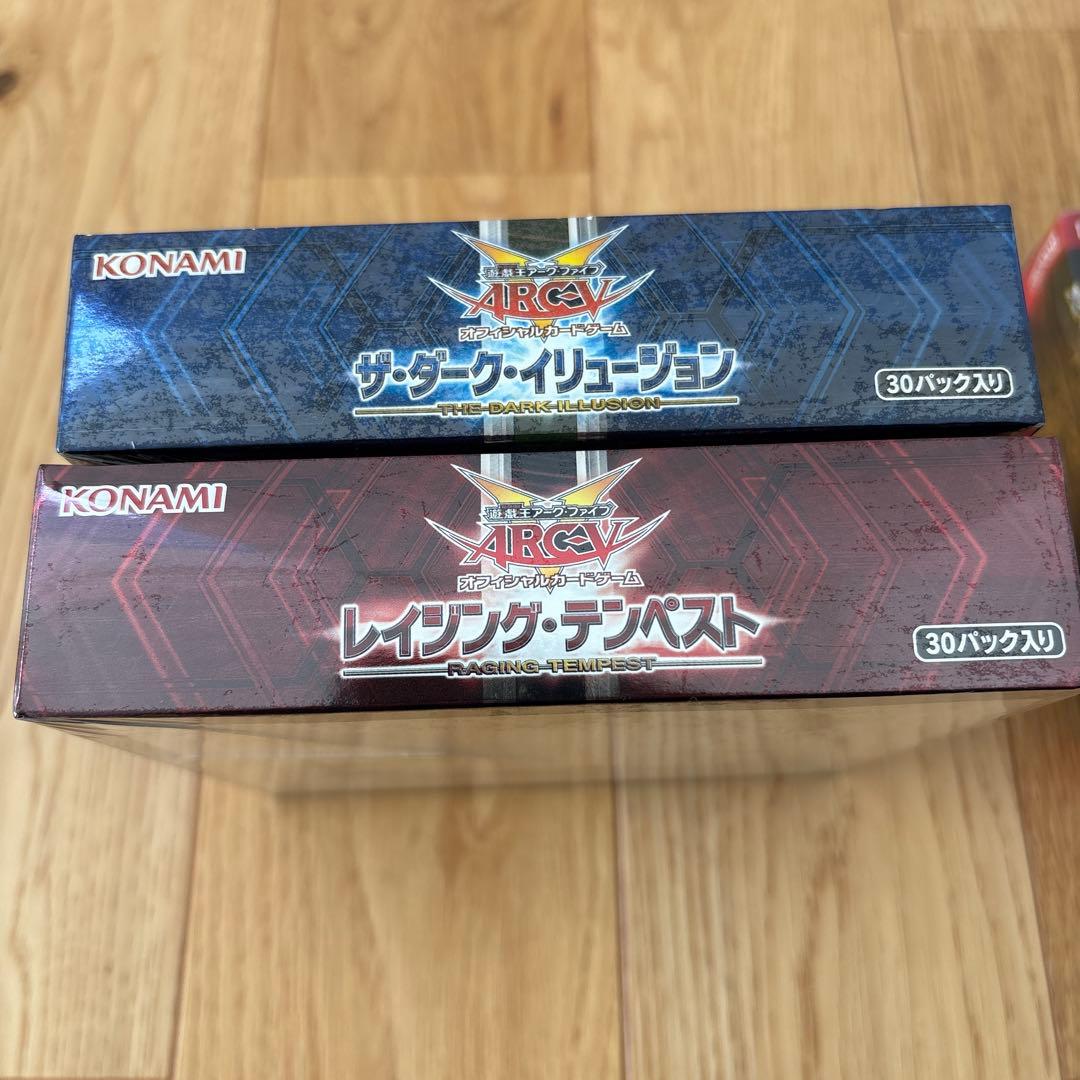 KONAMI
遊戯王アーク・ファイブ
ARC-V
オフィシャルカードゲーム
ザ・ダーク・イリュージョン
THE DARK ILLUSION
30パック入り
KONAMI
遊戯王アーク・ファイブ
ARC-V
オフィシャルカードゲーム
レイジング・テンペスト
RAGING TEMPEST
30パック入り